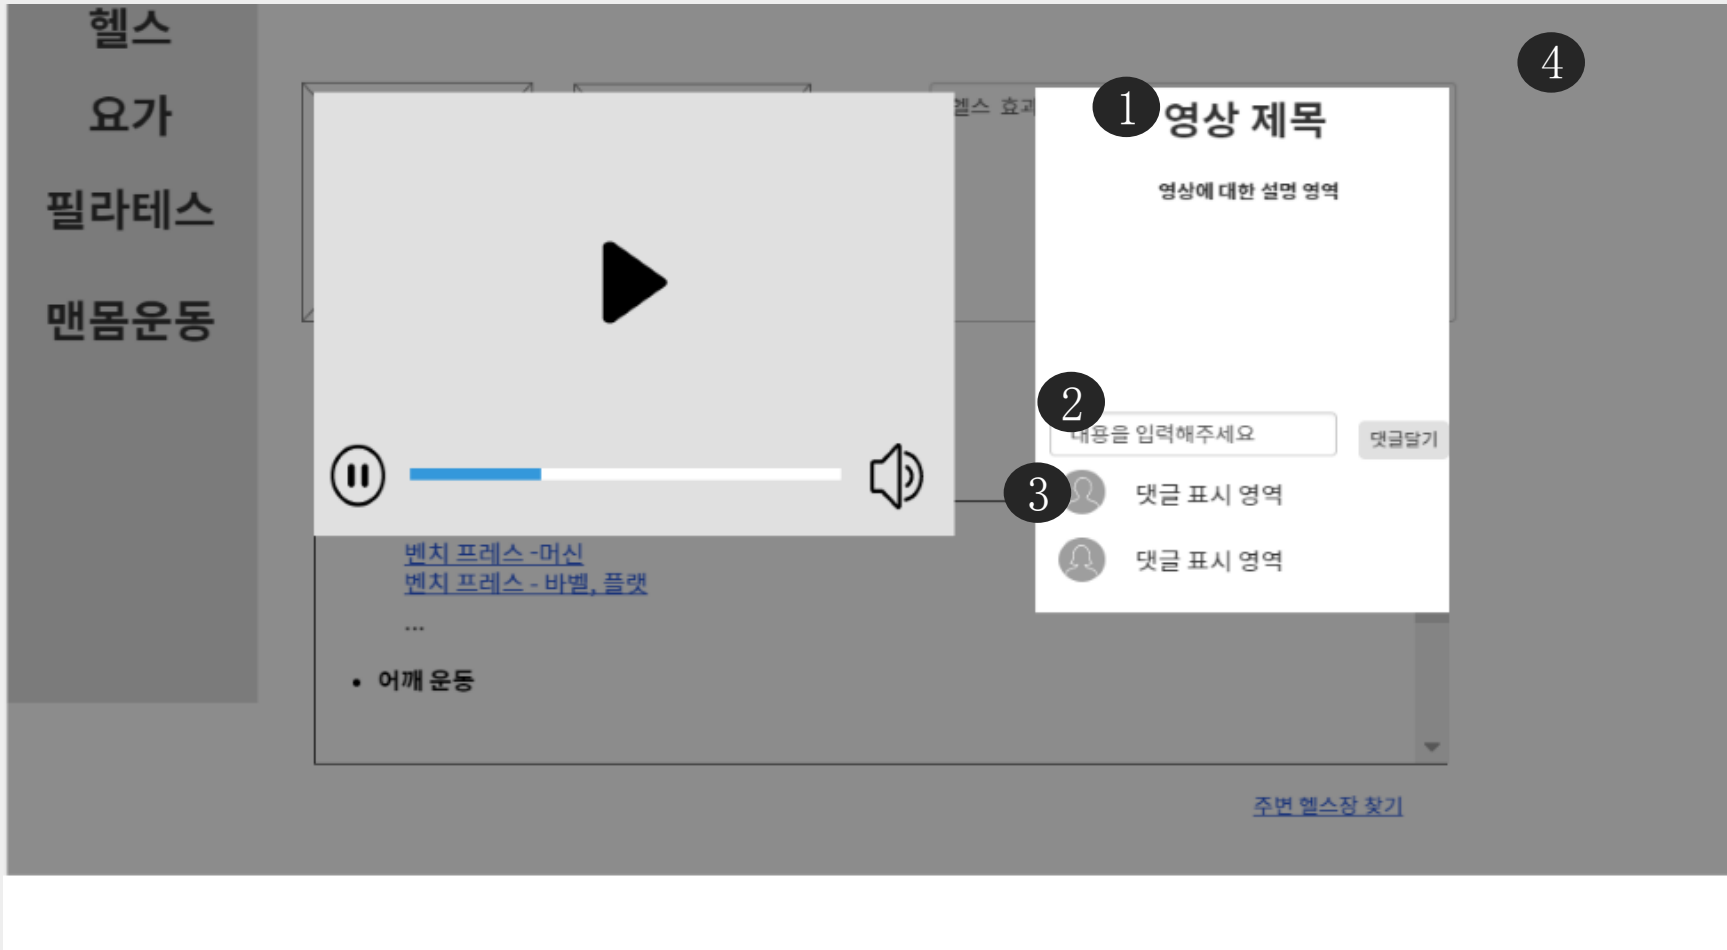 헬스
요가
필라테스
맨몸운동
헬스 효과
4
1
영상 제목
영상에 대한 설명 영역
2
내용을 입력해주세요
댓글달기
3
댓글 표시 영역
댓글 표시 영역
벤치 프레스 -머신
벤치 프레스 - 바벨, 플랫
...
• 어깨 운동
주변 헬스장 찾기